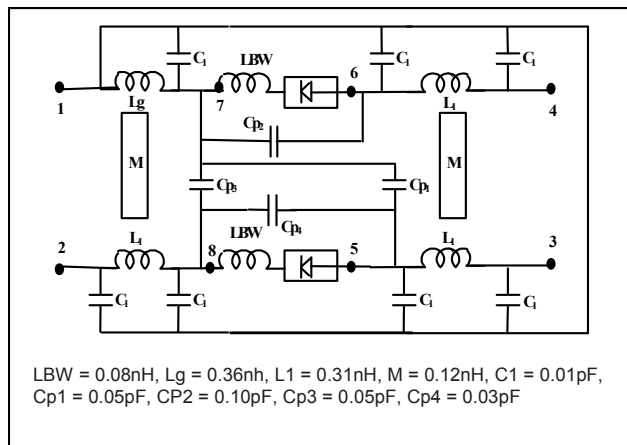 C1 LBW 6 C1 C1
1 Lg 7 L1 4
Cp2
M M
Cp3 Cp1
Cp4
2 L1 8 LBW 5 L1 3
C1 C1 C1 C1
LBW = 0.08nH, Lg = 0.36nh, L1 = 0.31nH, M = 0.12nH, C1 = 0.01pF,
Cp1 = 0.05pF, CP2 = 0.10pF, Cp3 = 0.05pF, Cp4 = 0.03pF